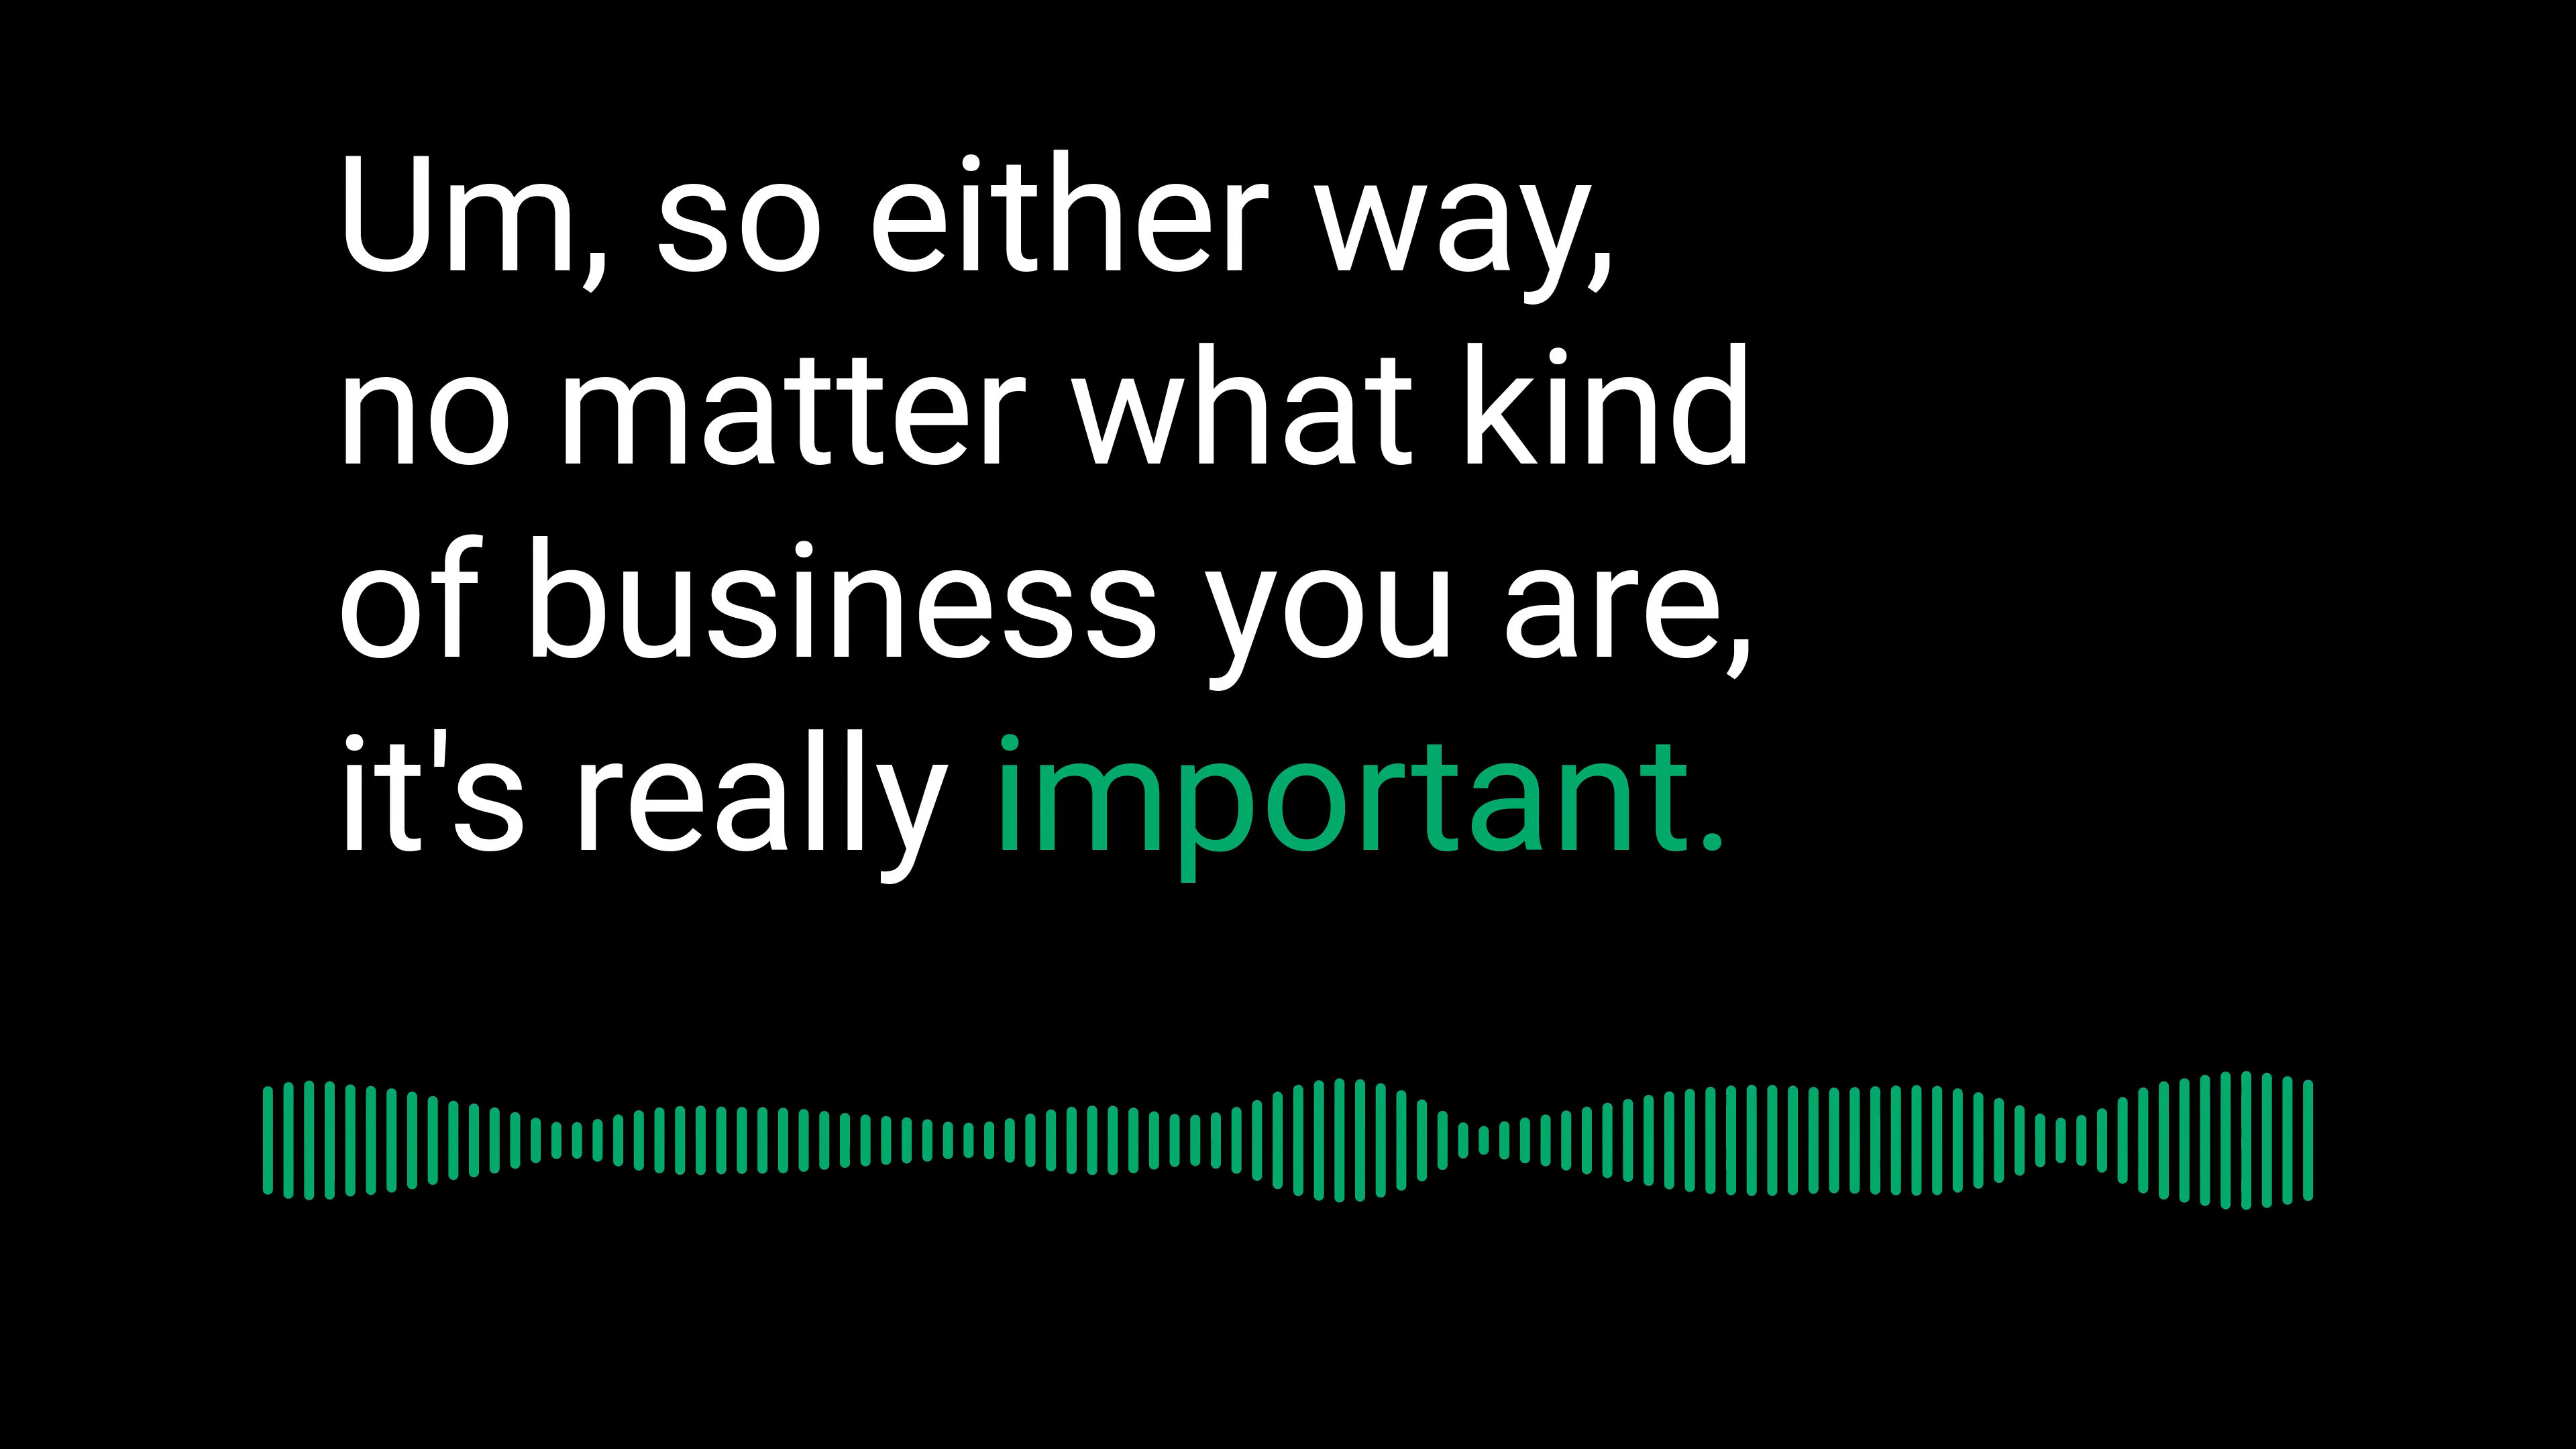 Um, so either way,
no matter what kind
of business you are,
it's really important.